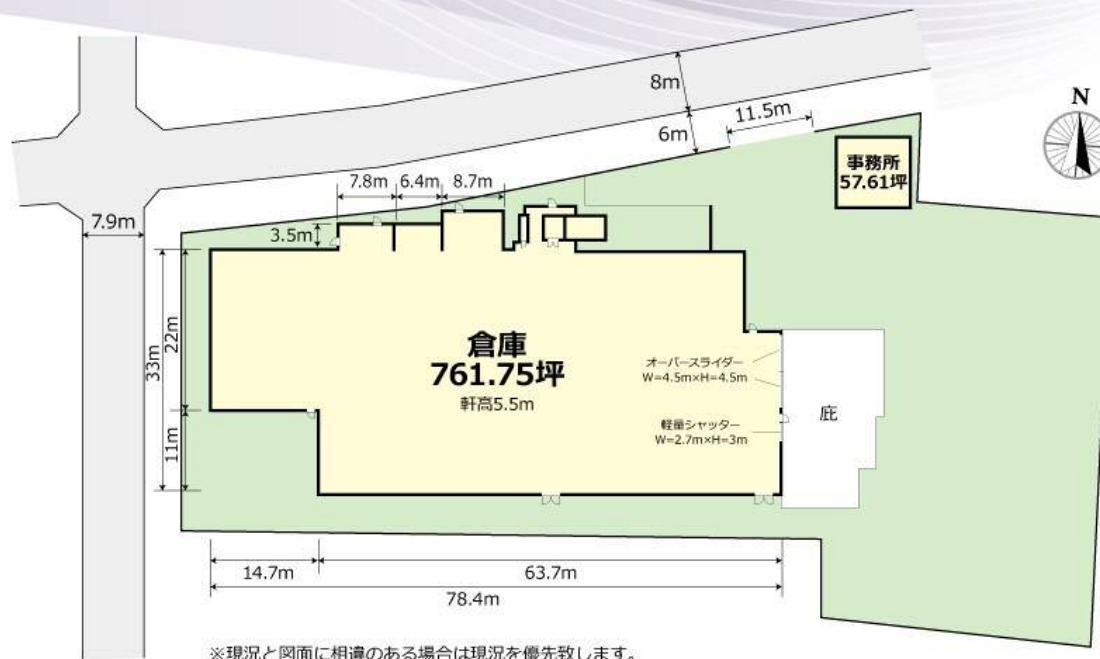 8m
N
11.5m
6m
事務所
57.61坪
7.8m
6.4m
8.7m
7.9m
3.5m
22m
33m
倉庫
761.75坪
軒高5.5m
オーバースライダー
W=4.5m×H=4.5m
庇
軽量シャッター
W=2.7m×H=3m
11m
14.7m
63.7m
78.4m
※現況と図面に相違のある場合は現況を優先致します。